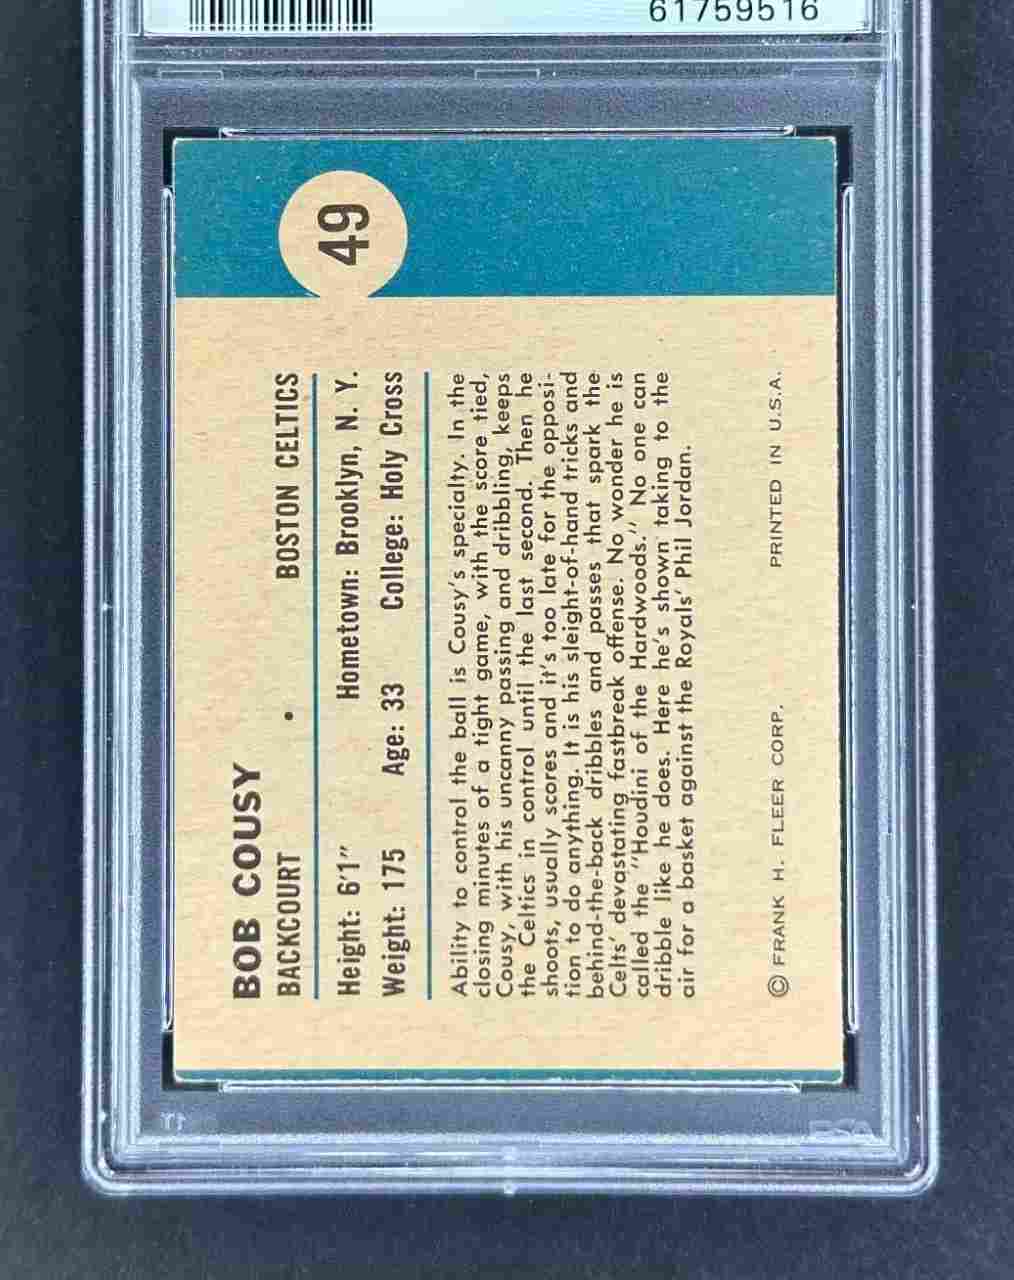 61759516
49
BOB COUSY
BACKCOURT • BOSTON CELTICS
Height: 6'1" Hometown: Brooklyn, N. Y.
Weight: 175 Age: 33 College: Holy Cross
Ability to control the ball is Cousy's specialty. In the
closing minutes of a tight game, with the score tied,
Cousy, with his uncanny passing and dribbling, keeps
the Celtics in control until the last second. Then he
shoots, usually scores and it's too late for the opposi-
tion to do anything. It is his sleight-of-hand tricks and
behind-the-back dribbles and passes that spark the
Celts' devastating fastbreak offense. No wonder he is
called the "Houdini of the Hardwoods." No one can
dribble like he does. Here he's shown taking to the
air for a basket against the Royals' Phil Jordan.
© FRANK H. FLEER CORP. PRINTED IN U.S.A.